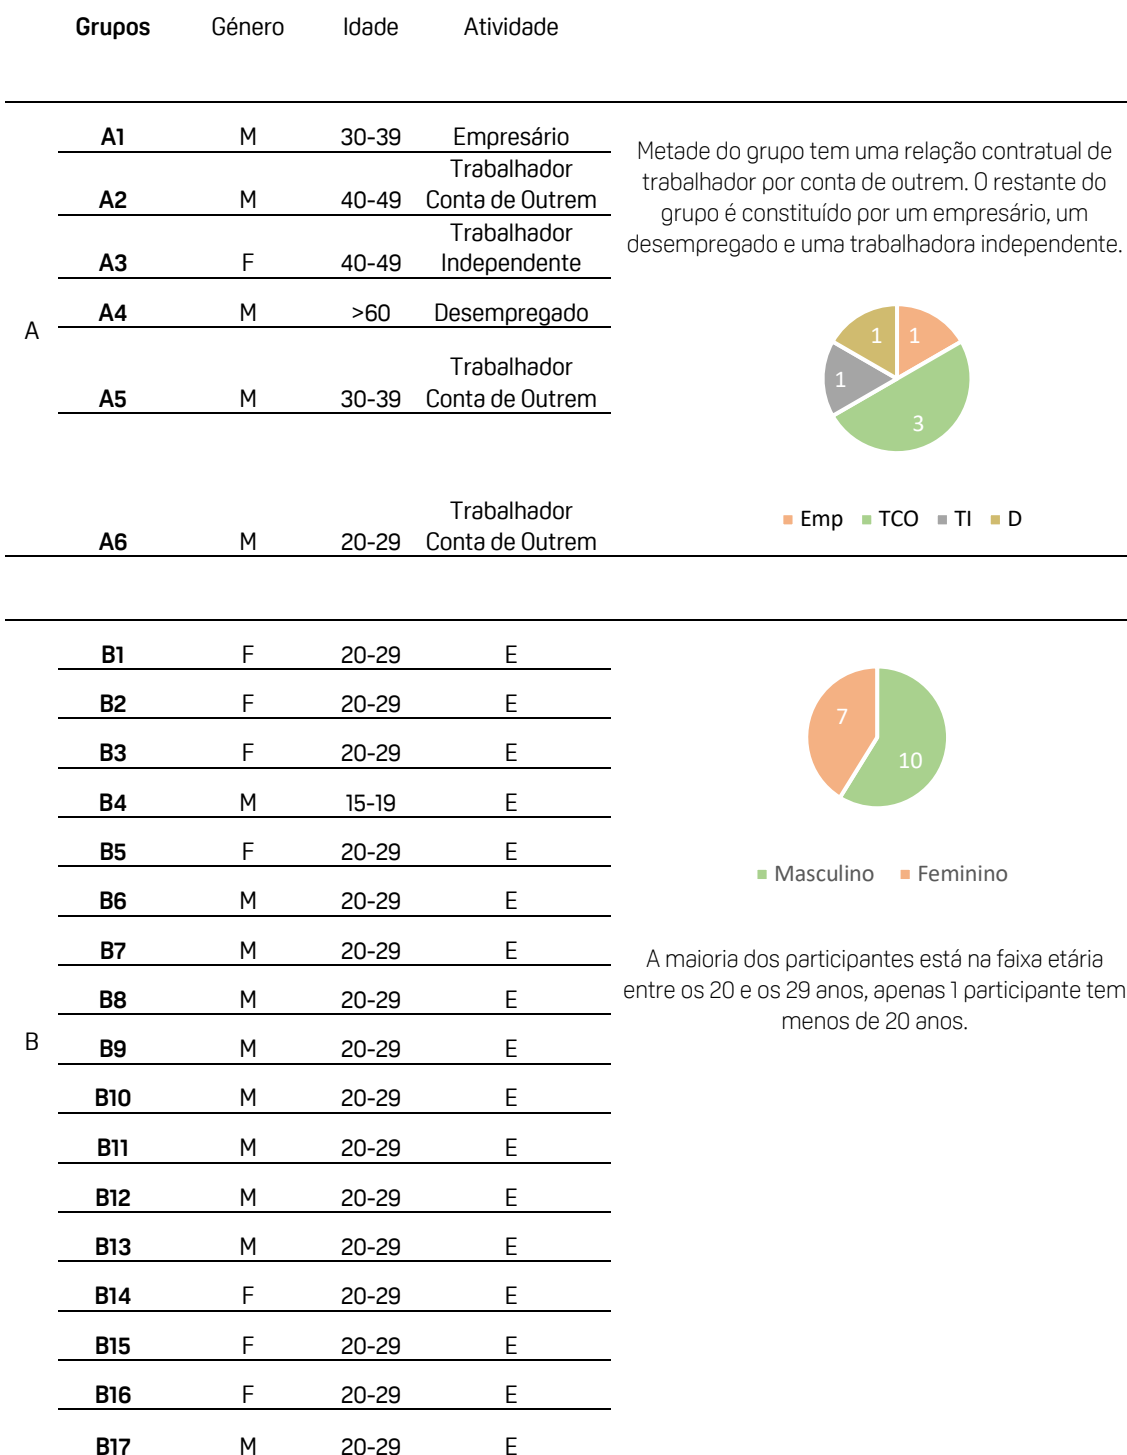 Grupos Género Idade Atividade
A
A1 M 30-39 Empresário
Trabalhador
A2 M 40-49 Conta de Outrem
Trabalhador
A3 F 40-49 Independente
A4 M >60 Desempregado
Trabalhador
A5 M 30-39 Conta de Outrem
Trabalhador
A6 M 20-29 Conta de Outrem
Metade do grupo tem uma relação contratual de
trabalhador por conta de outrem. O restante do
grupo é constituído por um empresário, um
desempregado e uma trabalhadora independente.
1 1
1
3
Emp TCO TI D
B
B1 F 20-29 E
B2 F 20-29 E
B3 F 20-29 E
B4 M 15-19 E
B5 F 20-29 E
B6 M 20-29 E
B7 M 20-29 E
B8 M 20-29 E
B9 M 20-29 E
B10 M 20-29 E
B11 M 20-29 E
B12 M 20-29 E
B13 M 20-29 E
B14 F 20-29 E
B15 F 20-29 E
B16 F 20-29 E
B17 M 20-29 E
7
10
Masculino Feminino
A maioria dos participantes está na faixa etária
entre os 20 e os 29 anos, apenas 1 participante tem
menos de 20 anos.